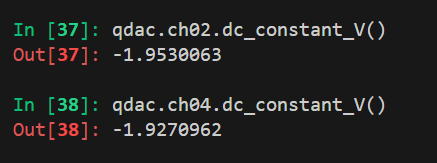 In [37]: qdac.ch02.dc_constant_V()
Out[37]: -1.9530063
In [38]: qdac.ch04.dc_constant_V()
Out[38]: -1.9270962